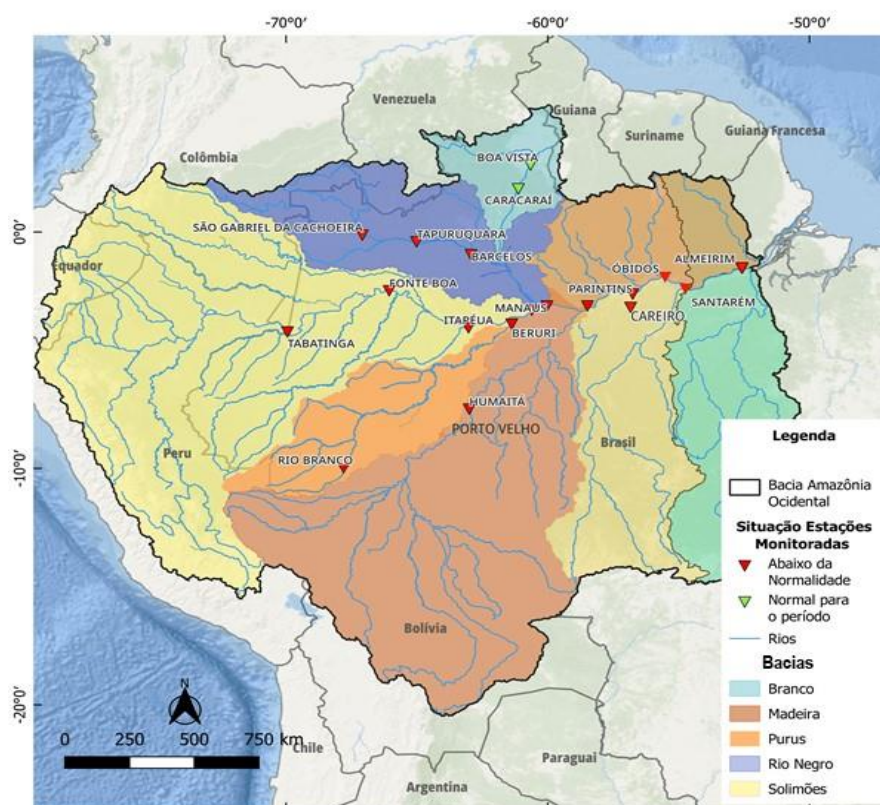 -70°0'
-60°0'
-50°0'
Venezuela
Guiana
Suriname
Guiana Francesa
Colômbia
BOA VISTA
CARACARAÍ
0°0'
SÃO GABRIEL DA CACHOEIRA
TAPURUQUARA
BARCELOS
Equador
FONTE BOA
ÓBIDOS
ALMEIRIM
PARINTINS
MANAUS
SANTARÉM
ITAPÉUA
CAREIRO
BERURI
TABATINGA
HUMAITÁ
PORTO VELHO
Brasil
RIO BRANCO
Peru
-10°0'
Bolívia
-20°0'
N
0 250 500 750 km
Chile
Paraguai
Argentina
Legenda
Bacia Amazônia
Ocidental
Situação Estações
Monitoradas
Abaixo da
Normalidade
Normal para
o período
Rios
Bacias
Branco
Madeira
Purus
Rio Negro
Solimões